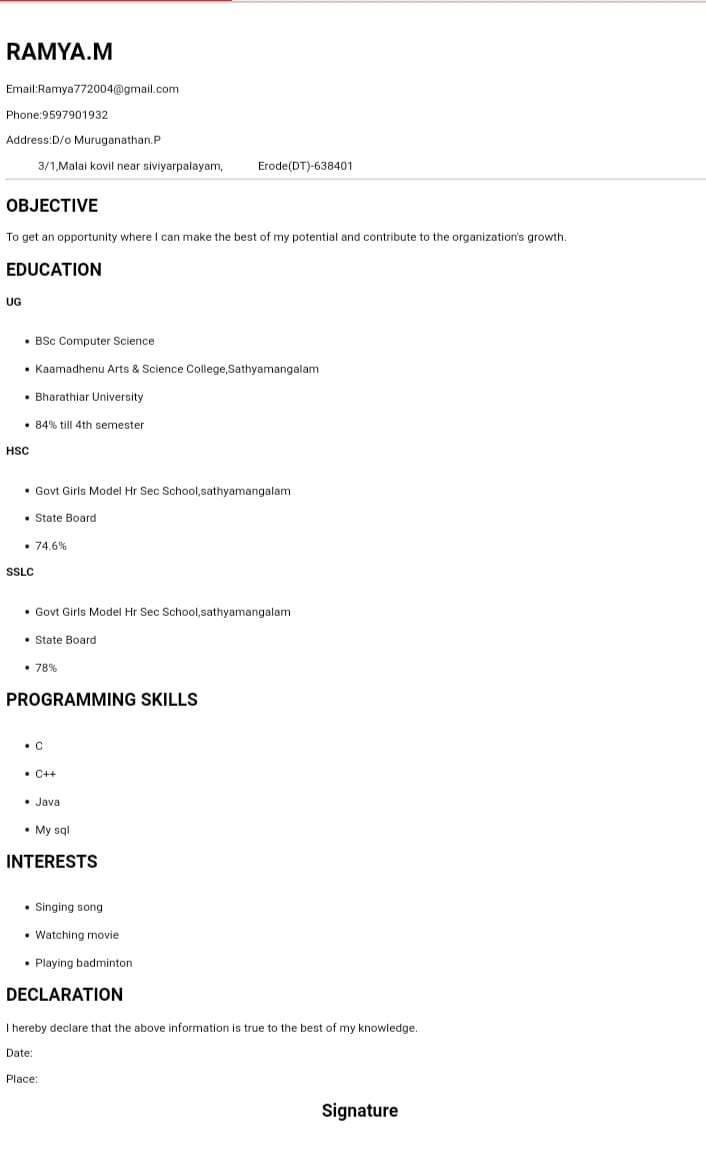 RAMYA.M
Email:Ramya772004@gmail.com
Phone:9597901932
Address:D/o Muruganathan.P
3/1,Malai kovil near siviyarpalayam, Erode(DT)-638401
OBJECTIVE
To get an opportunity where I can make the best of my potential and contribute to the organization's growth.
EDUCATION
UG
• BSc Computer Science
• Kaamadhenu Arts & Science College,Sathyamangalam
• Bharathiar University
• 84% till 4th semester
HSC
• Govt Girls Model Hr Sec School,sathyamangalam
• State Board
• 74.6%
SSLC
• Govt Girls Model Hr Sec School,sathyamangalam
• State Board
• 78%
PROGRAMMING SKILLS
• C
• C++
• Java
• My sql
INTERESTS
• Singing song
• Watching movie
• Playing badminton
DECLARATION
I hereby declare that the above information is true to the best of my knowledge.
Date:
Place:
Signature